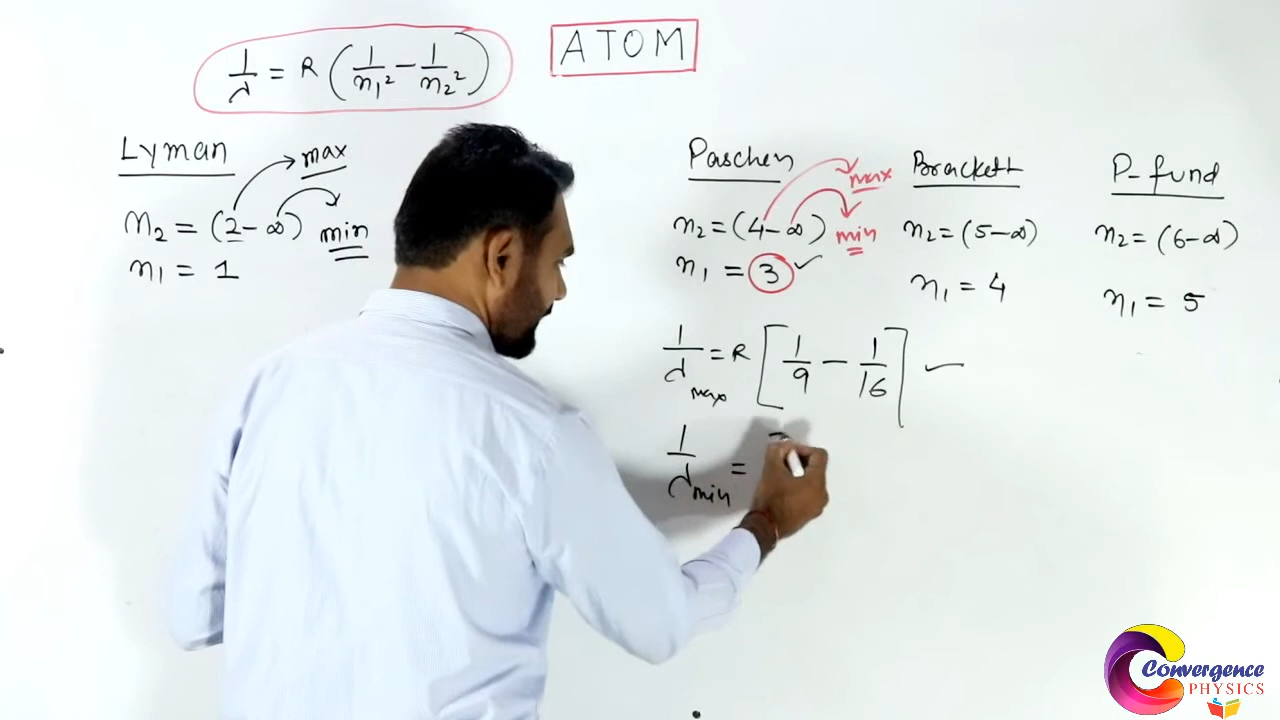 1/λ = R (1/n₁² − 1/n₂²)
ATOM
Lyman
max
n₂ = (2−∞)
min
n₁ = 1
Paschen
max
n₂ = (4−∞)
min
n₁ = 3 ✓
Brackett
n₂ = (5−∞)
n₁ = 4
P-fund
n₂ = (6−∞)
n₁ = 5
1/λmax = R [1/9 − 1/16]
1/λmin =
Convergence
PHYSICS